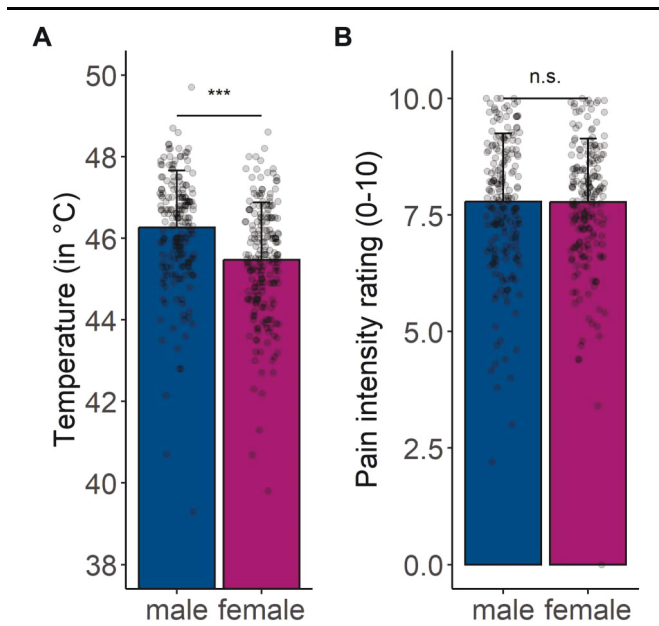 A
B
Temperature (in °C)
50
48
46
44
42
40
38
***
male
female
Pain intensity rating (0-10)
10.0
7.5
5.0
2.5
0.0
n.s.
male
female